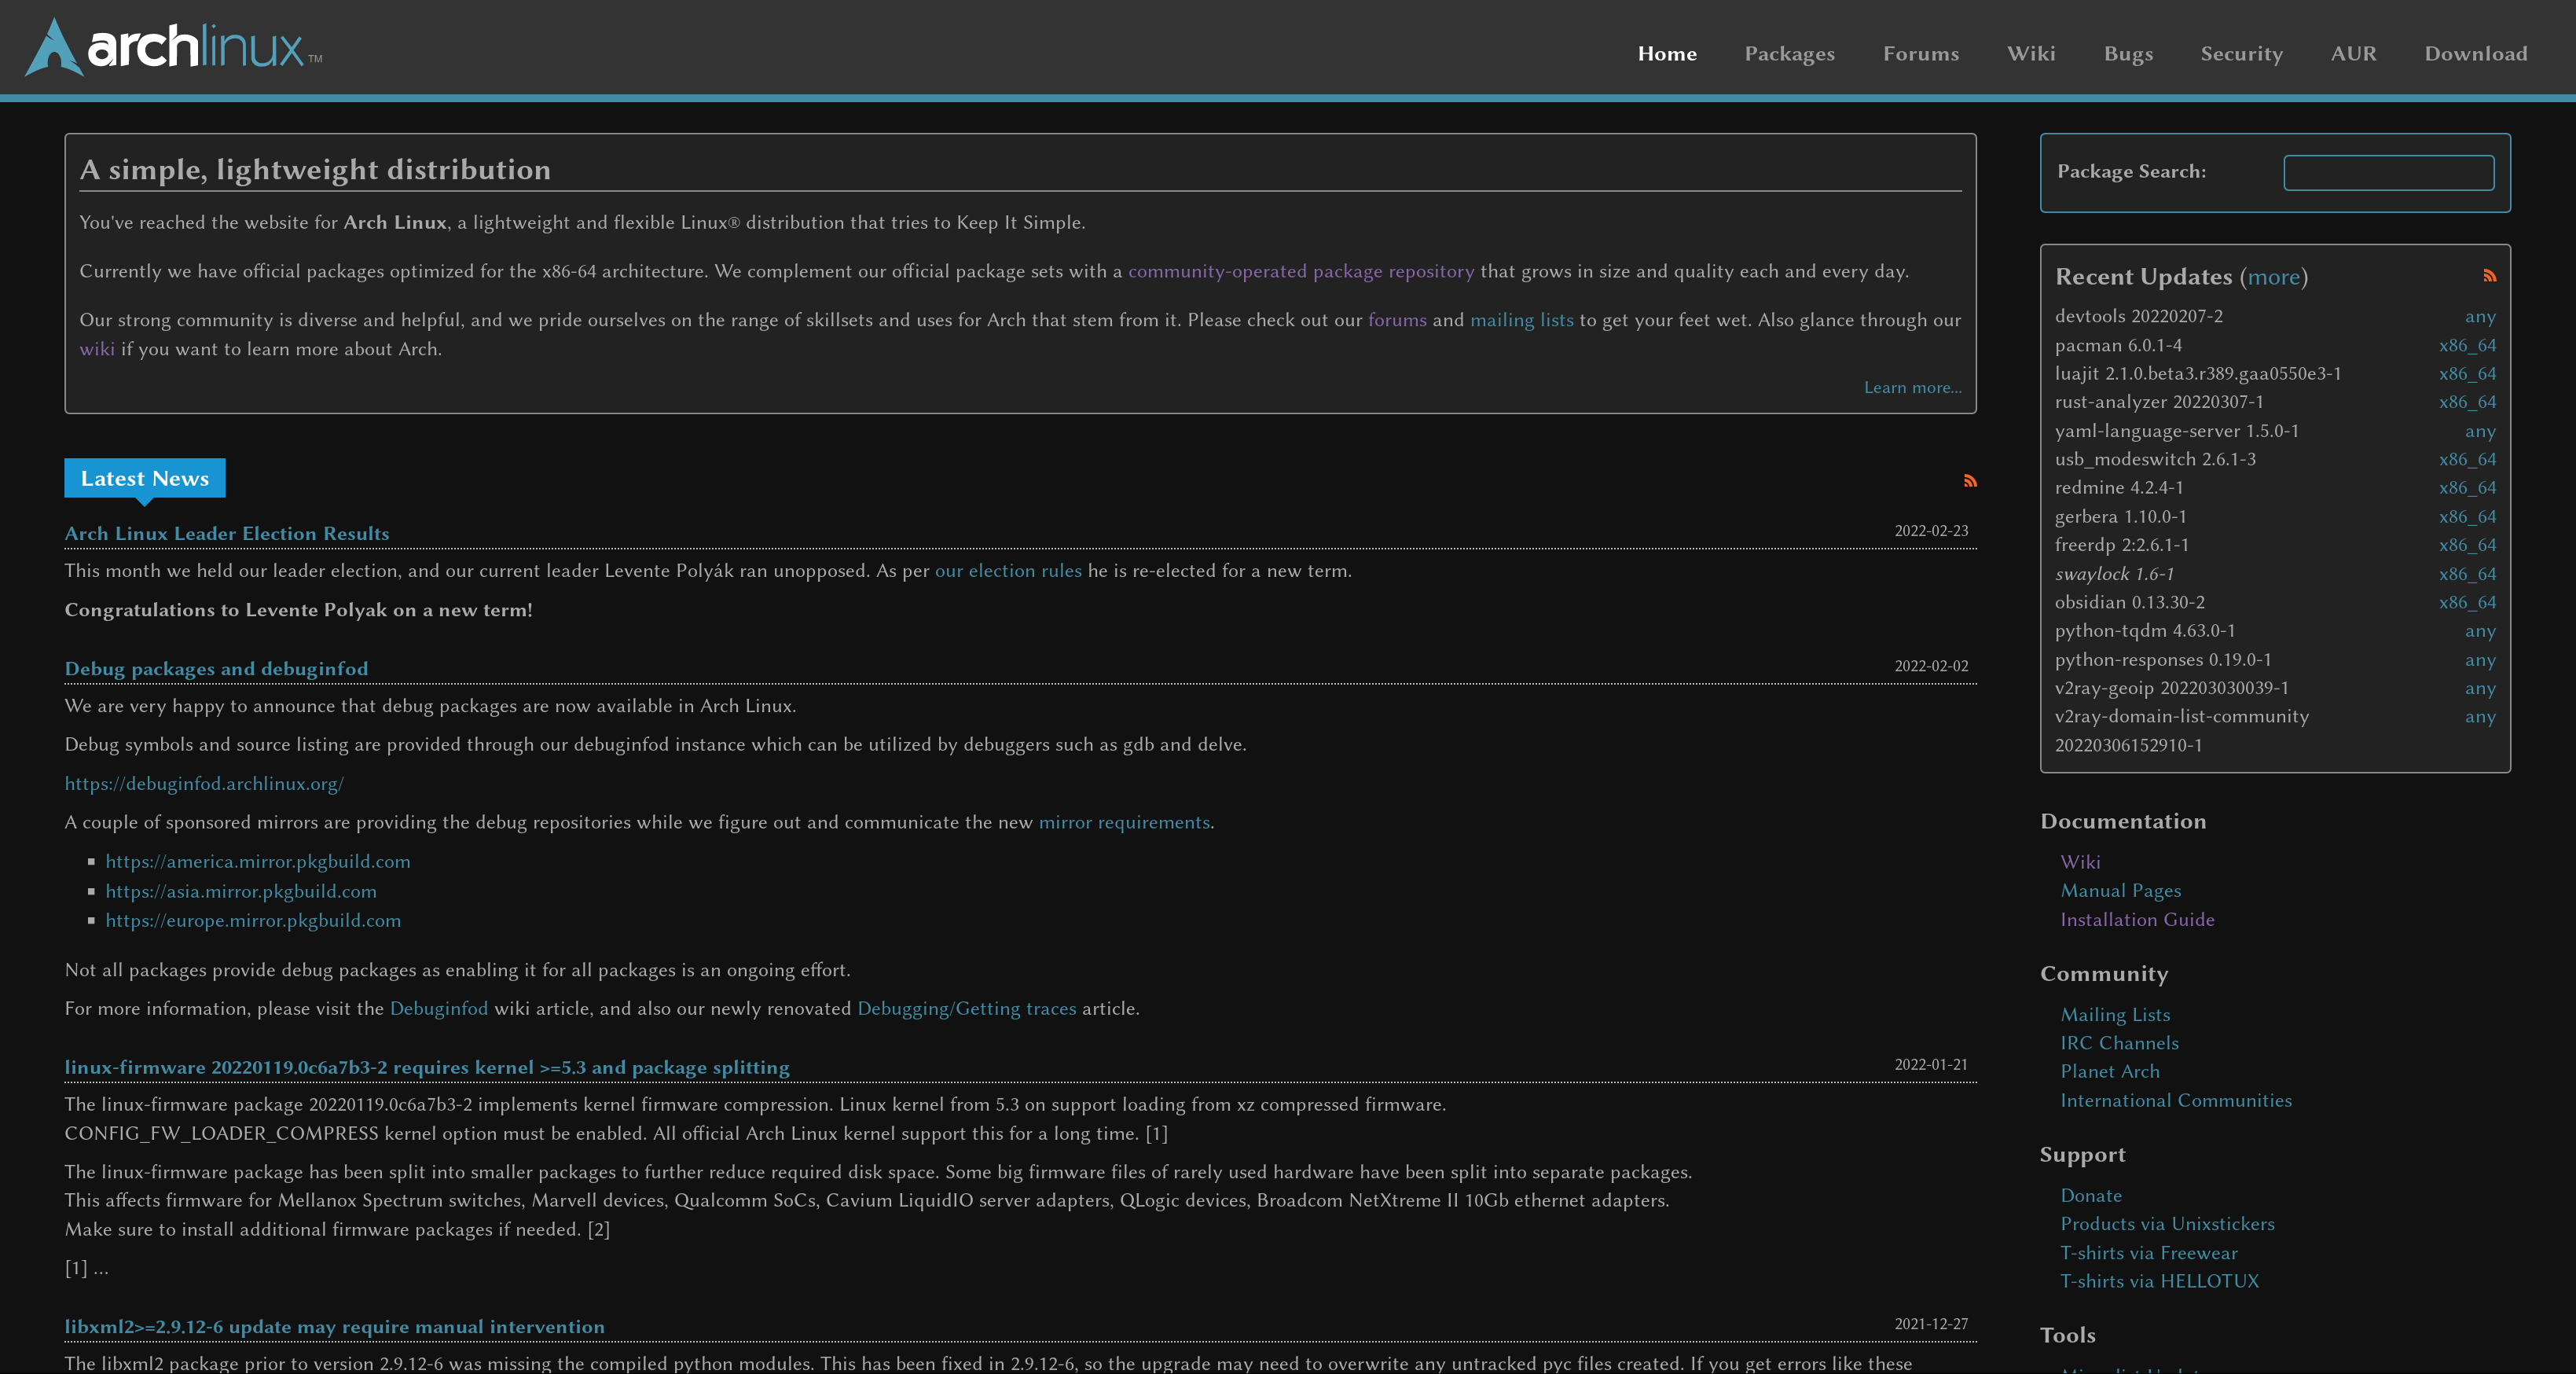 archlinux™
Home Packages Forums Wiki Bugs Security AUR Download
A simple, lightweight distribution
You've reached the website for Arch Linux, a lightweight and flexible Linux® distribution that tries to Keep It Simple.
Currently we have official packages optimized for the x86-64 architecture. We complement our official package sets with a community-operated package repository that grows in size and quality each and every day.
Our strong community is diverse and helpful, and we pride ourselves on the range of skillsets and uses for Arch that stem from it. Please check out our forums and mailing lists to get your feet wet. Also glance through our
wiki if you want to learn more about Arch.
Learn more...
Latest News
Arch Linux Leader Election Results 2022-02-23
This month we held our leader election, and our current leader Levente Polyák ran unopposed. As per our election rules he is re-elected for a new term.
Congratulations to Levente Polyak on a new term!
Debug packages and debuginfod 2022-02-02
We are very happy to announce that debug packages are now available in Arch Linux.
Debug symbols and source listing are provided through our debuginfod instance which can be utilized by debuggers such as gdb and delve.
https://debuginfod.archlinux.org/
A couple of sponsored mirrors are providing the debug repositories while we figure out and communicate the new mirror requirements.
https://america.mirror.pkgbuild.com
https://asia.mirror.pkgbuild.com
https://europe.mirror.pkgbuild.com
Not all packages provide debug packages as enabling it for all packages is an ongoing effort.
For more information, please visit the Debuginfod wiki article, and also our newly renovated Debugging/Getting traces article.
linux-firmware 20220119.0c6a7b3-2 requires kernel >=5.3 and package splitting 2022-01-21
The linux-firmware package 20220119.0c6a7b3-2 implements kernel firmware compression. Linux kernel from 5.3 on support loading from xz compressed firmware.
CONFIG_FW_LOADER_COMPRESS kernel option must be enabled. All official Arch Linux kernel support this for a long time. [1]
The linux-firmware package has been split into smaller packages to further reduce required disk space. Some big firmware files of rarely used hardware have been split into separate packages.
This affects firmware for Mellanox Spectrum switches, Marvell devices, Qualcomm SoCs, Cavium LiquidIO server adapters, QLogic devices, Broadcom NetXtreme II 10Gb ethernet adapters.
Make sure to install additional firmware packages if needed. [2]
[1] ...
libxml2>=2.9.12-6 update may require manual intervention 2021-12-27
The libxml2 package prior to version 2.9.12-6 was missing the compiled python modules. This has been fixed in 2.9.12-6, so the upgrade may need to overwrite any untracked pyc files created. If you get errors like these
Package Search:
Recent Updates (more)
devtools 20220207-2 any
pacman 6.0.1-4 x86_64
luajit 2.1.0.beta3.r389.gaa0550e3-1 x86_64
rust-analyzer 20220307-1 x86_64
yaml-language-server 1.5.0-1 any
usb_modeswitch 2.6.1-3 x86_64
redmine 4.2.4-1 x86_64
gerbera 1.10.0-1 x86_64
freerdp 2:2.6.1-1 x86_64
swaylock 1.6-1 x86_64
obsidian 0.13.30-2 x86_64
python-tqdm 4.63.0-1 any
python-responses 0.19.0-1 any
v2ray-geoip 202203030039-1 any
v2ray-domain-list-community any
20220306152910-1
Documentation
Wiki
Manual Pages
Installation Guide
Community
Mailing Lists
IRC Channels
Planet Arch
International Communities
Support
Donate
Products via Unixstickers
T-shirts via Freewear
T-shirts via HELLOTUX
Tools